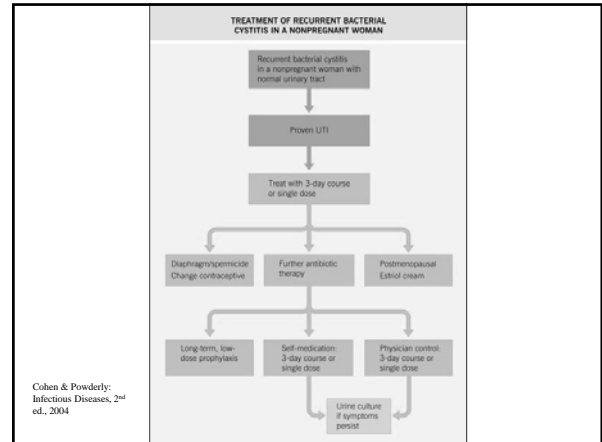 TREATMENT OF RECURRENT BACTERIAL
CYSTITIS IN A NONPREGNANT WOMAN
Recurrent bacterial cystitis
in a nonpregnant woman with
normal urinary tract
Proven UTI
Treat with 3-day course
or single dose
Diaphragm/spermicide
Change contraceptive
Further antibiotic
therapy
Postmenopausal
Estriol cream
Long-term, low-
dose prophylaxis
Self-medication:
3-day course or
single dose
Physician control:
3-day course or
single dose
Urine culture
if symptoms
persist
Cohen & Powderly:
Infectious Diseases, 2nd
ed., 2004